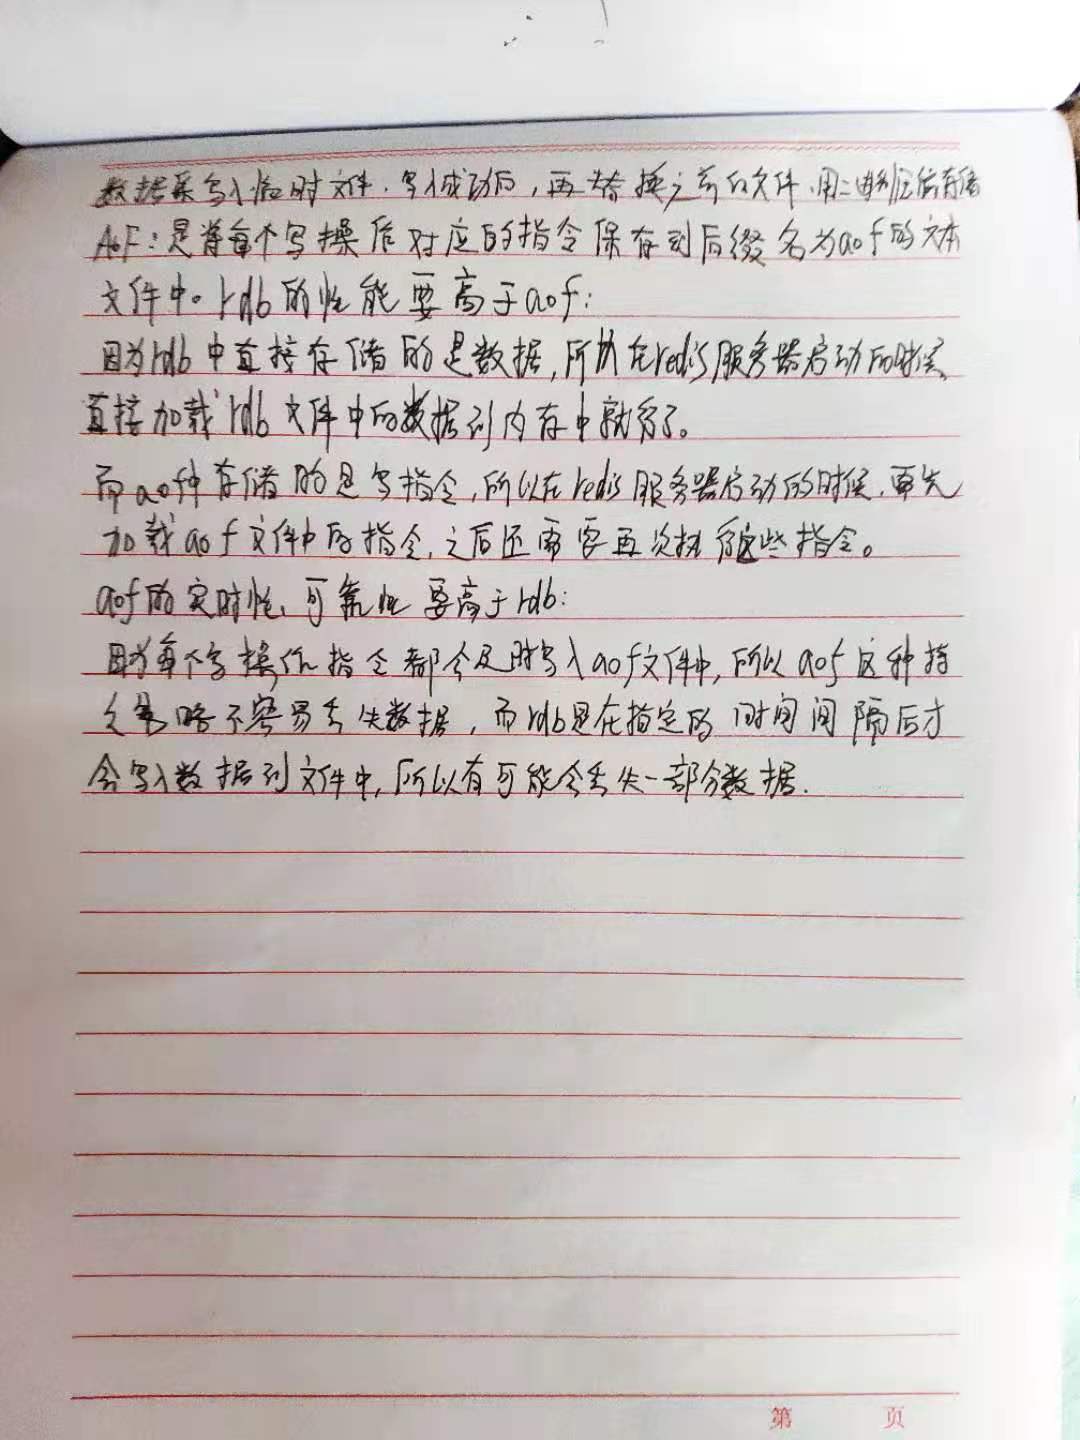 数据集写入临时文件.写入成功后,再替换之前的文件.用二进制压缩存储
AOF:是将每个写操作对应的指令保存到后缀名为aof的文本
文件中。rdb的性能要高于aof:
因为rdb中直接存储的是数据,所以在redis服务器启动的时候,
直接加载rdb文件中的数据到内存中就行了。
而aof中存储的是写指令,所以在redis服务器启动的时候,要先
加载aof文件中的指令,之后还需要再次执行这些指令。
aof的实时性、可靠性要高于rdb:
因为每个写操作指令都会及时写入aof文件中,所以aof这种持
久策略不容易丢失数据,而rdb是在指定的时间间隔后才
会写入数据到文件中,所以有可能会丢失一部分数据.
第 页